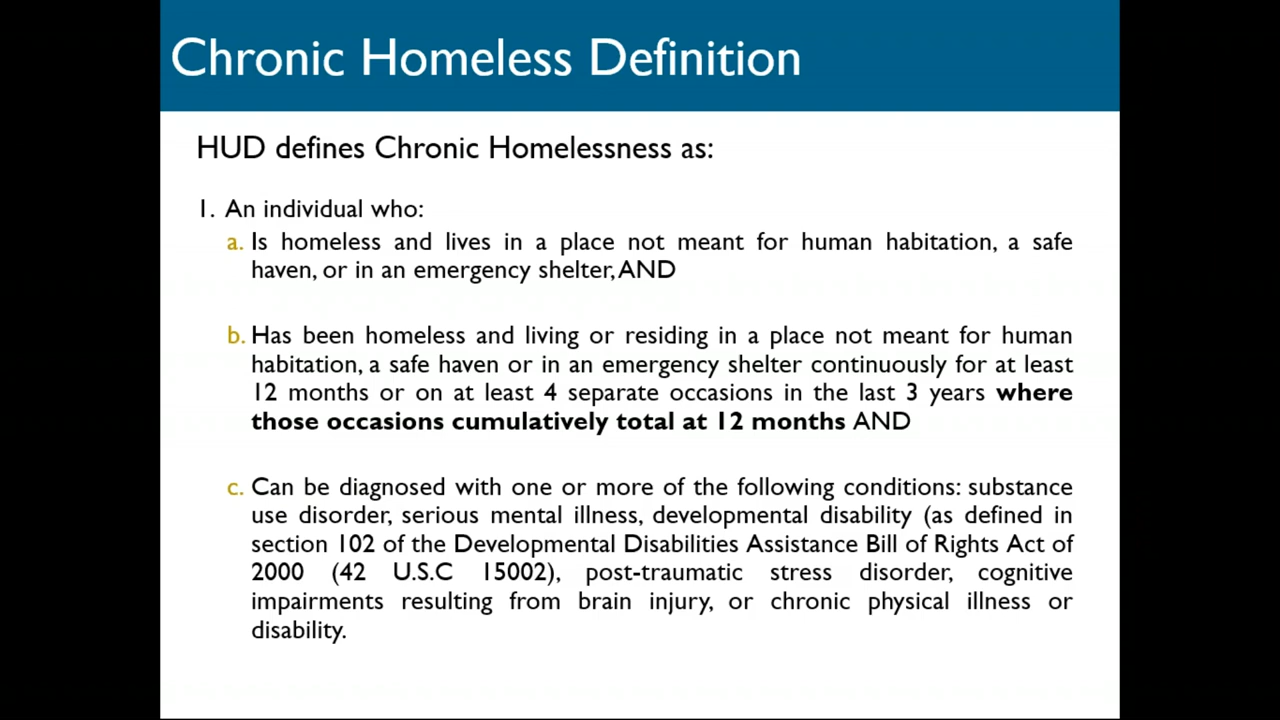 Chronic Homeless Definition
HUD defines Chronic Homelessness as:
1. An individual who:
a. Is homeless and lives in a place not meant for human habitation, a safe
haven, or in an emergency shelter, AND
b. Has been homeless and living or residing in a place not meant for human
habitation, a safe haven or in an emergency shelter continuously for at least
12 months or on at least 4 separate occasions in the last 3 years where
those occasions cumulatively total at 12 months AND
c. Can be diagnosed with one or more of the following conditions: substance
use disorder, serious mental illness, developmental disability (as defined in
section 102 of the Developmental Disabilities Assistance Bill of Rights Act of
2000 (42 U.S.C 15002), post-traumatic stress disorder, cognitive
impairments resulting from brain injury, or chronic physical illness or
disability.